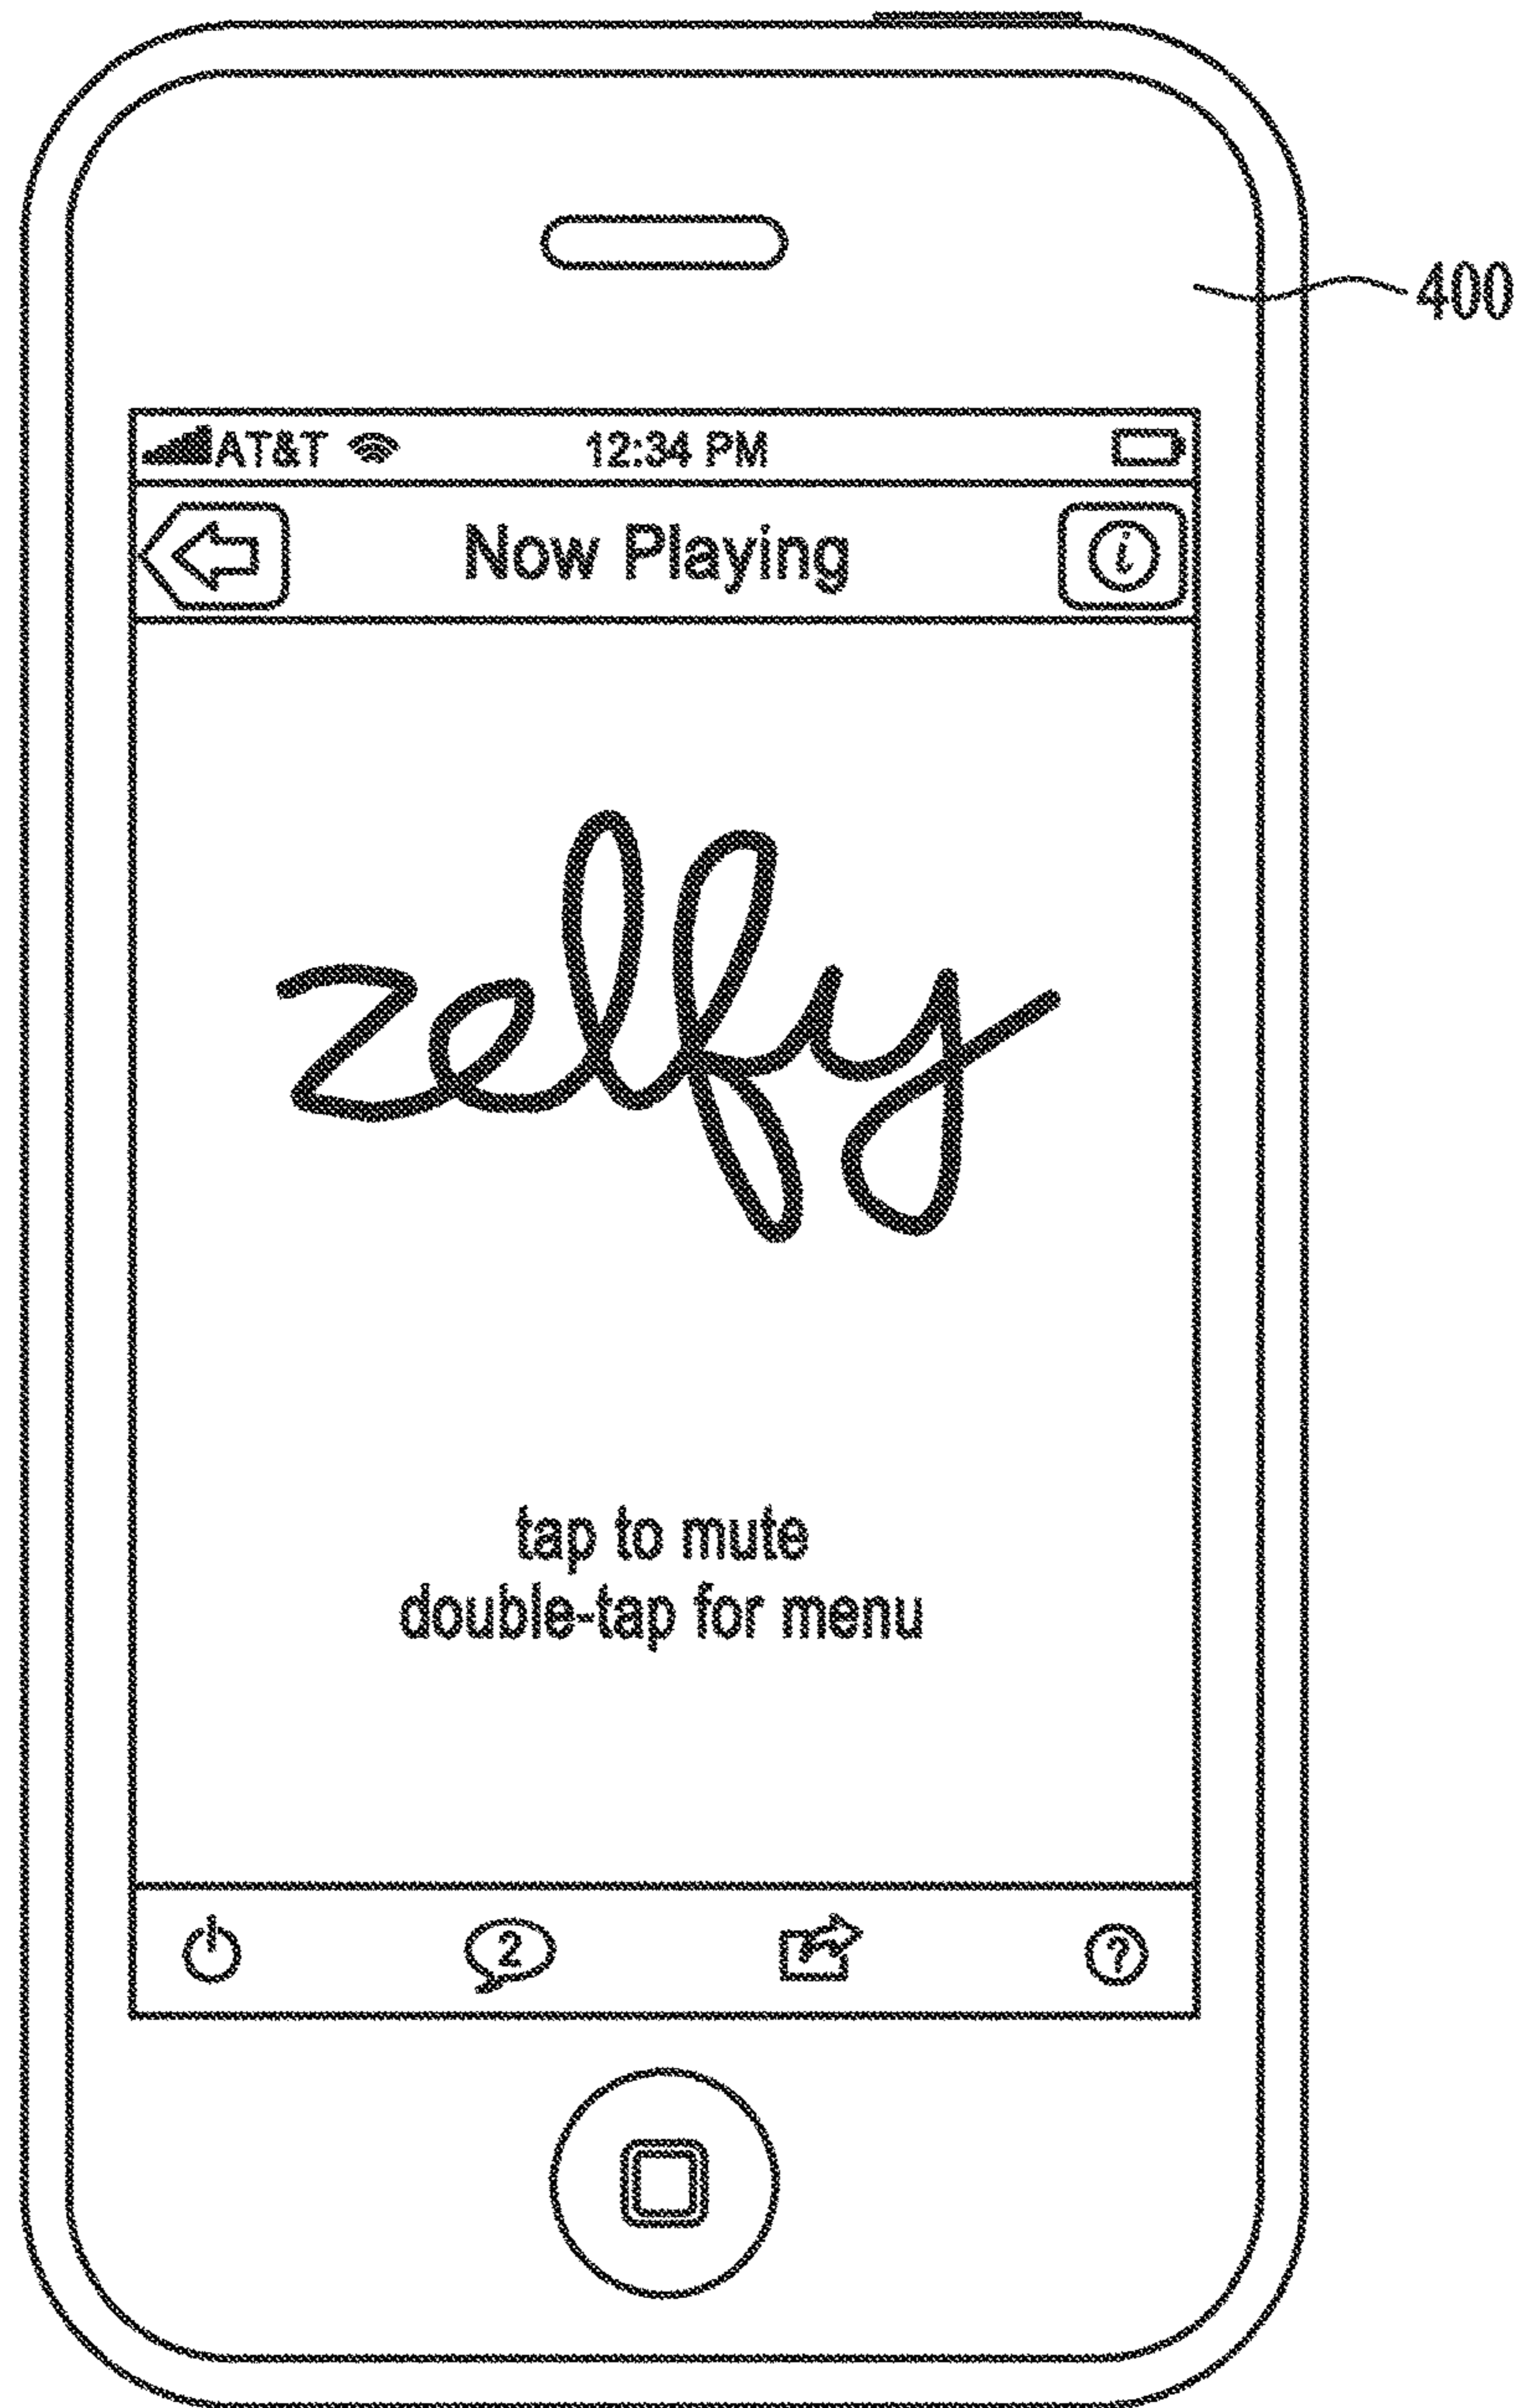 400
AT&T 12:34 PM
Now Playing
i
zelfy
tap to mute
double-tap for menu
2 ?